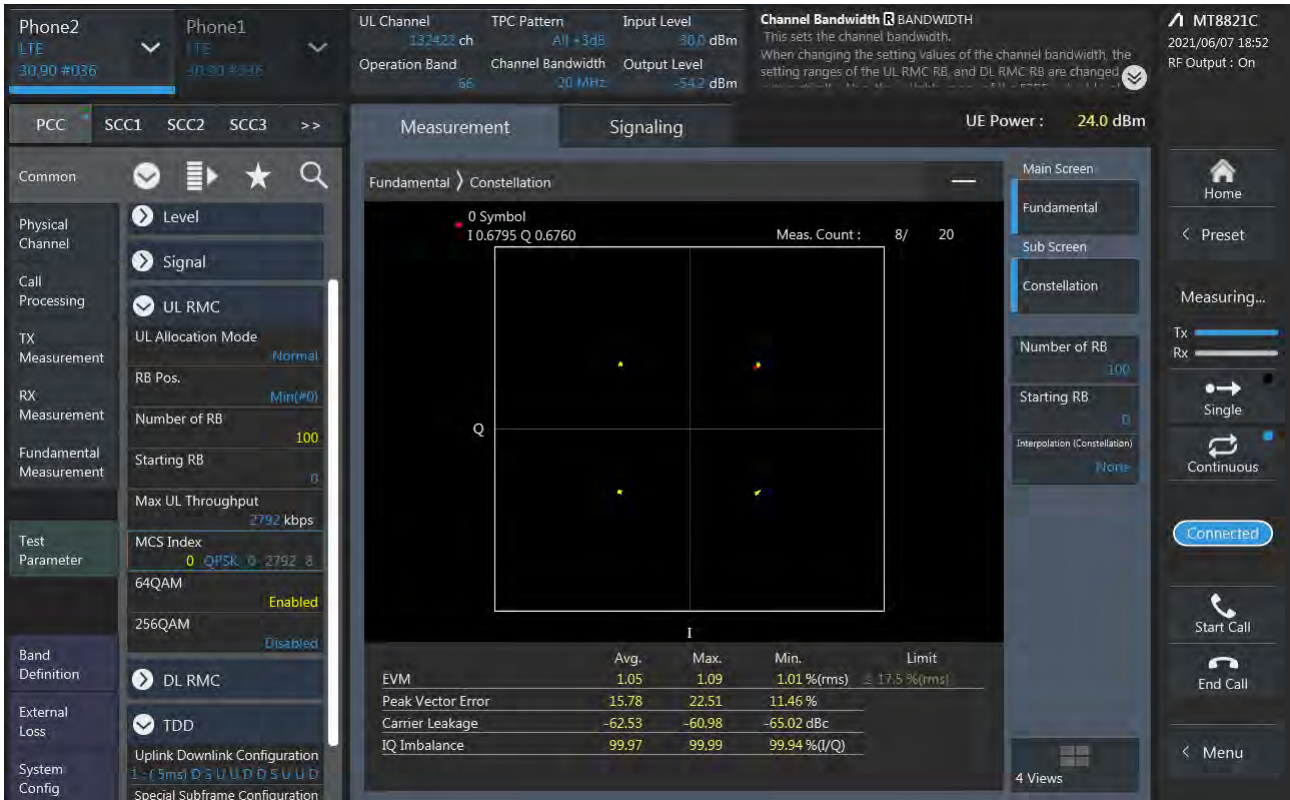 Phone2
LTE
30.90 #036
Phone1
LTE
UL Channel
132422 ch
TPC Pattern
All +3dB
Input Level
30.0 dBm
Operation Band
66
Channel Bandwidth
20 MHz
Output Level
-54.2 dBm
Channel Bandwidth R BANDWIDTH
This sets the channel bandwidth.
When changing the setting values of the channel bandwidth, the
setting ranges of the UL RMC RB, and DL RMC RB are changed
MT8821C
2021/06/07 18:52
RF Output : On
PCC SCC1 SCC2 SCC3 >>
Measurement
Signaling
UE Power : 24.0 dBm
Common
Physical
Channel
Call
Processing
TX
Measurement
RX
Measurement
Fundamental
Measurement
Test
Parameter
Band
Definition
External
Loss
System
Config
Level
Signal
UL RMC
UL Allocation Mode
Normal
RB Pos.
Min(#0)
Number of RB
100
Starting RB
0
Max UL Throughput
2792 kbps
MCS Index
0 QPSK 0 2792 8
64QAM
Enabled
256QAM
Disabled
DL RMC
TDD
Uplink Downlink Configuration
1 : ( 5ms) D S U U D D S U U D
Special Subframe Configuration
Fundamental 〉 Constellation
0 Symbol
I 0.6795 Q 0.6760
Meas. Count : 8/ 20
Q
I
Avg. Max. Min. Limit
EVM 1.05 1.09 1.01 %(rms) ≤ 17.5 %(rms)
Peak Vector Error 15.78 22.51 11.46 %
Carrier Leakage -62.53 -60.98 -65.02 dBc
IQ Imbalance 99.97 99.99 99.94 %(I/Q)
Main Screen
Fundamental
Sub Screen
Constellation
Number of RB
100
Starting RB
0
Interpolation (Constellation)
None
4 Views
Home
< Preset
Measuring...
Tx
Rx
Single
Continuous
Connected
Start Call
End Call
< Menu